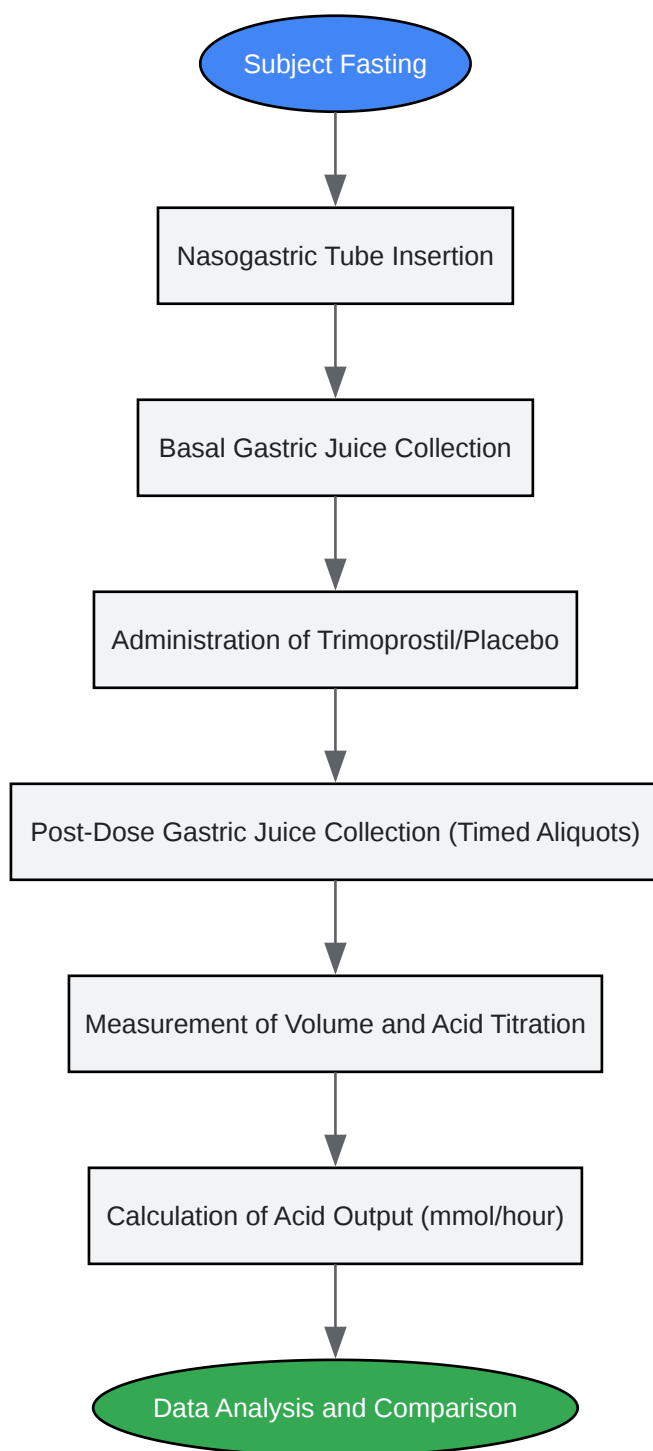 Subject Fasting
Nasogastric Tube Insertion
Basal Gastric Juice Collection
Administration of Trimoprostil/Placebo
Post-Dose Gastric Juice Collection (Timed Aliquots)
Measurement of Volume and Acid Titration
Calculation of Acid Output (mmol/hour)
Data Analysis and Comparison